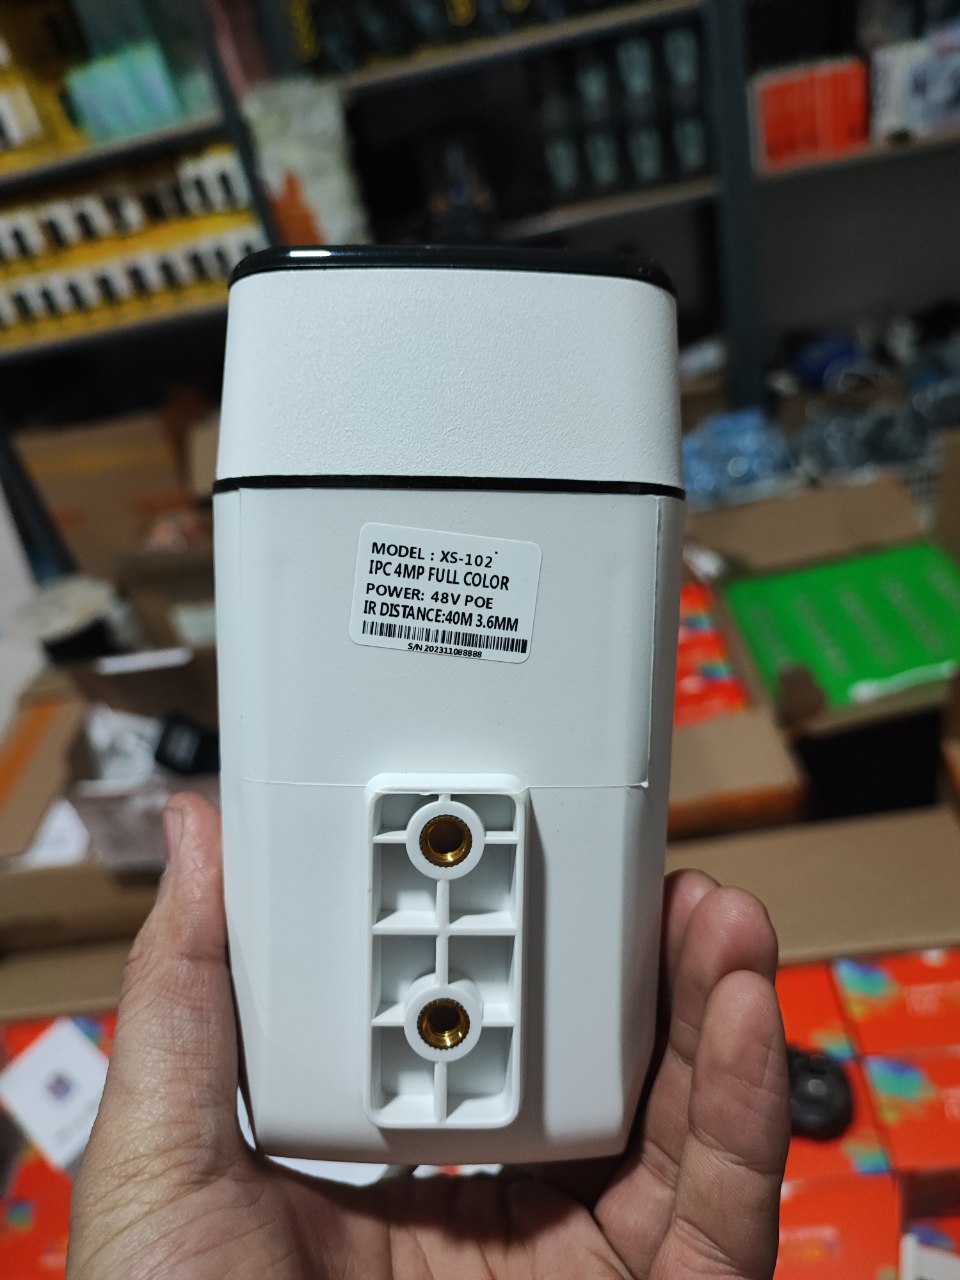 MODEL : XS-102
IPC 4MP FULL COLOR
POWER: 48V POE
IR DISTANCE:40M 3.6MM
S/N 202311088888